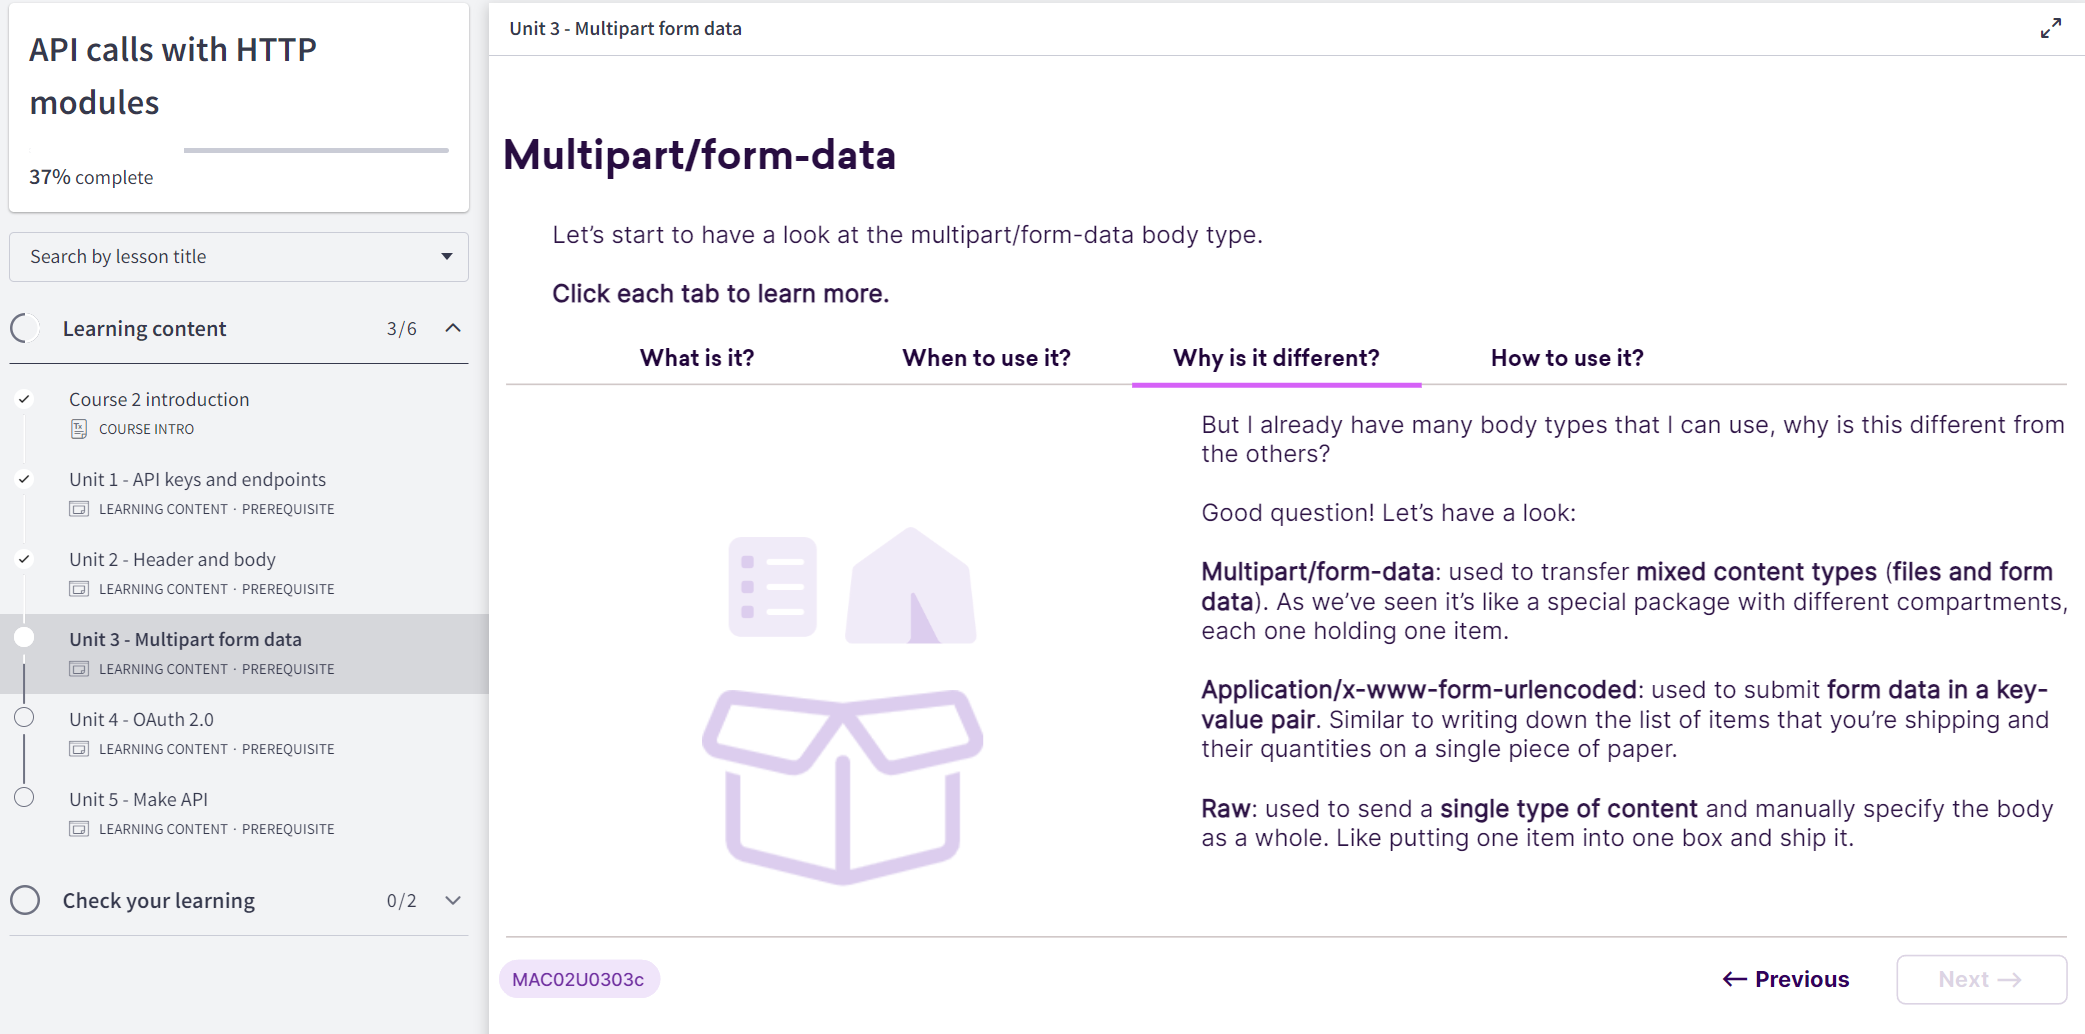 API calls with HTTP
modules
37% complete
Search by lesson title
Learning content 3/6
Course 2 introduction
Tx COURSE INTRO
Unit 1 - API keys and endpoints
LEARNING CONTENT · PREREQUISITE
Unit 2 - Header and body
LEARNING CONTENT · PREREQUISITE
Unit 3 - Multipart form data
LEARNING CONTENT · PREREQUISITE
Unit 4 - OAuth 2.0
LEARNING CONTENT · PREREQUISITE
Unit 5 - Make API
LEARNING CONTENT · PREREQUISITE
Check your learning 0/2
Unit 3 - Multipart form data
Multipart/form-data
Let’s start to have a look at the multipart/form-data body type.
Click each tab to learn more.
What is it? When to use it? Why is it different? How to use it?
But I already have many body types that I can use, why is this different from
the others?
Good question! Let’s have a look:
Multipart/form-data: used to transfer mixed content types (files and form
data). As we’ve seen it’s like a special package with different compartments,
each one holding one item.
Application/x-www-form-urlencoded: used to submit form data in a key-
value pair. Similar to writing down the list of items that you’re shipping and
their quantities on a single piece of paper.
Raw: used to send a single type of content and manually specify the body
as a whole. Like putting one item into one box and ship it.
MAC02U0303c
← Previous
Next →